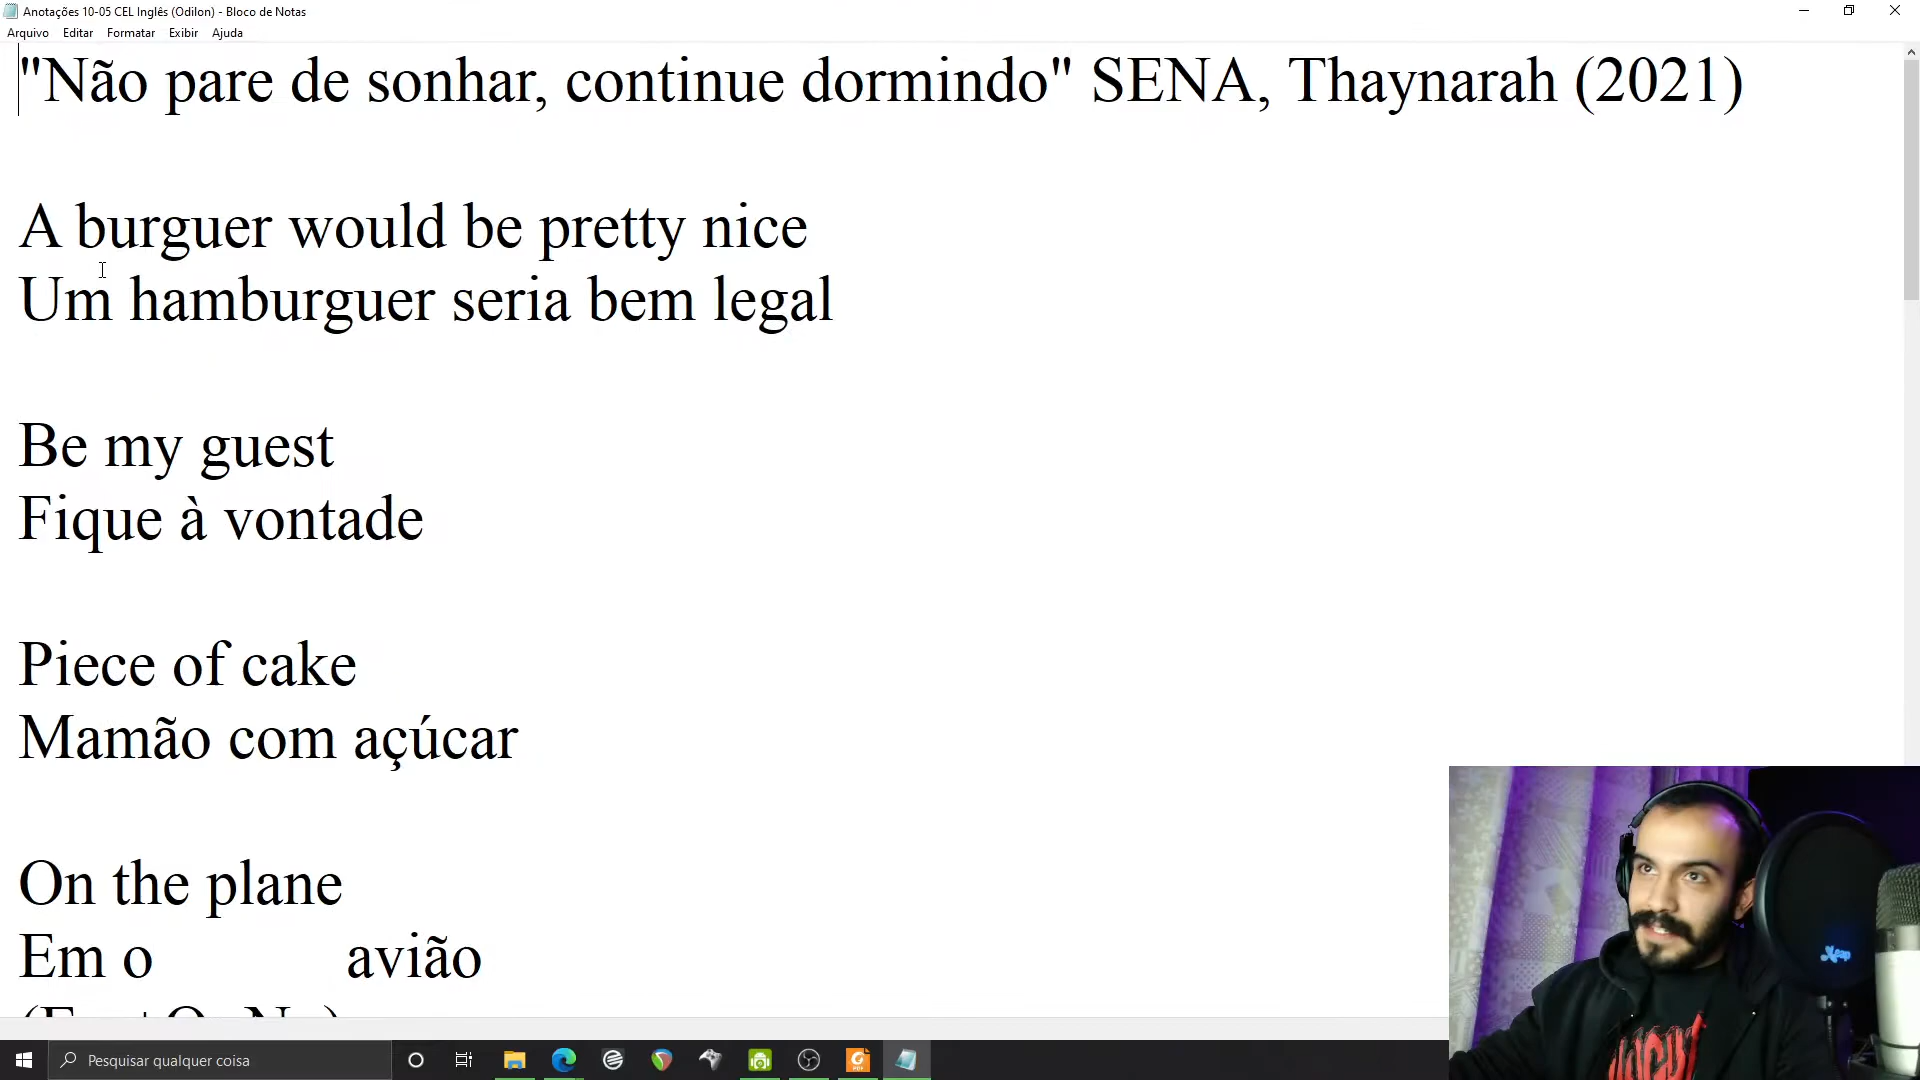 Anotações 10-05 CEL Inglês (Odilon) - Bloco de Notas
Arquivo Editar Formatar Exibir Ajuda
"Não pare de sonhar, continue dormindo" SENA, Thaynarah (2021)
A burguer would be pretty nice
Um hamburguer seria bem legal
Be my guest
Fique à vontade
Piece of cake
Mamão com açúcar
On the plane
Em o avião
Pesquisar qualquer coisa